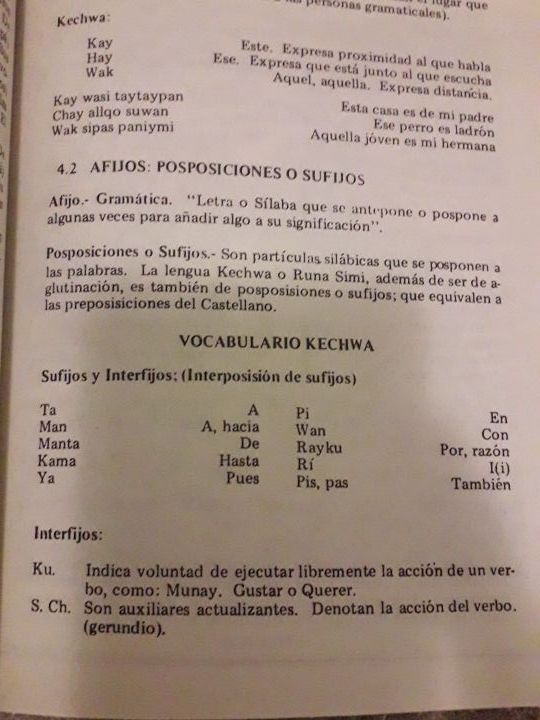 lugar que
personas gramaticales).
Kechwa:
Kay Este. Expresa proximidad al que habla
Hay Ese. Expresa que está junto al que escucha
Wak Aquel, aquella. Expresa distancia.
Kay wasi taytaypan Esta casa es de mi padre
Chay allqo suwan Ese perro es ladrón
Wak sipas paniymi Aquella jóven es mi hermana
4.2 AFIJOS: POSPOSICIONES O SUFIJOS
Afijo.- Gramática. "Letra o Sílaba que se antepone o pospone a
algunas veces para añadir algo a su significación".
Posposiciones o Sufijos.- Son partículas silábicas que se posponen a
las palabras. La lengua Kechwa o Runa Simi, además de ser de a-
glutinación, es también de posposisiones o sufijos; que equivalen a
las preposisiciones del Castellano.
VOCABULARIO KECHWA
Sufijos y Interfijos: (Interposisión de sufijos)
Ta A Pi En
Man A, hacia Wan Con
Manta De Rayku Por, razón
Kama Hasta Rí I(i)
Ya Pues Pis, pas También
Interfijos:
Ku. Indica voluntad de ejecutar libremente la acción de un ver-
bo, como: Munay. Gustar o Querer.
S. Ch. Son auxiliares actualizantes. Denotan la acción del verbo.
(gerundio).